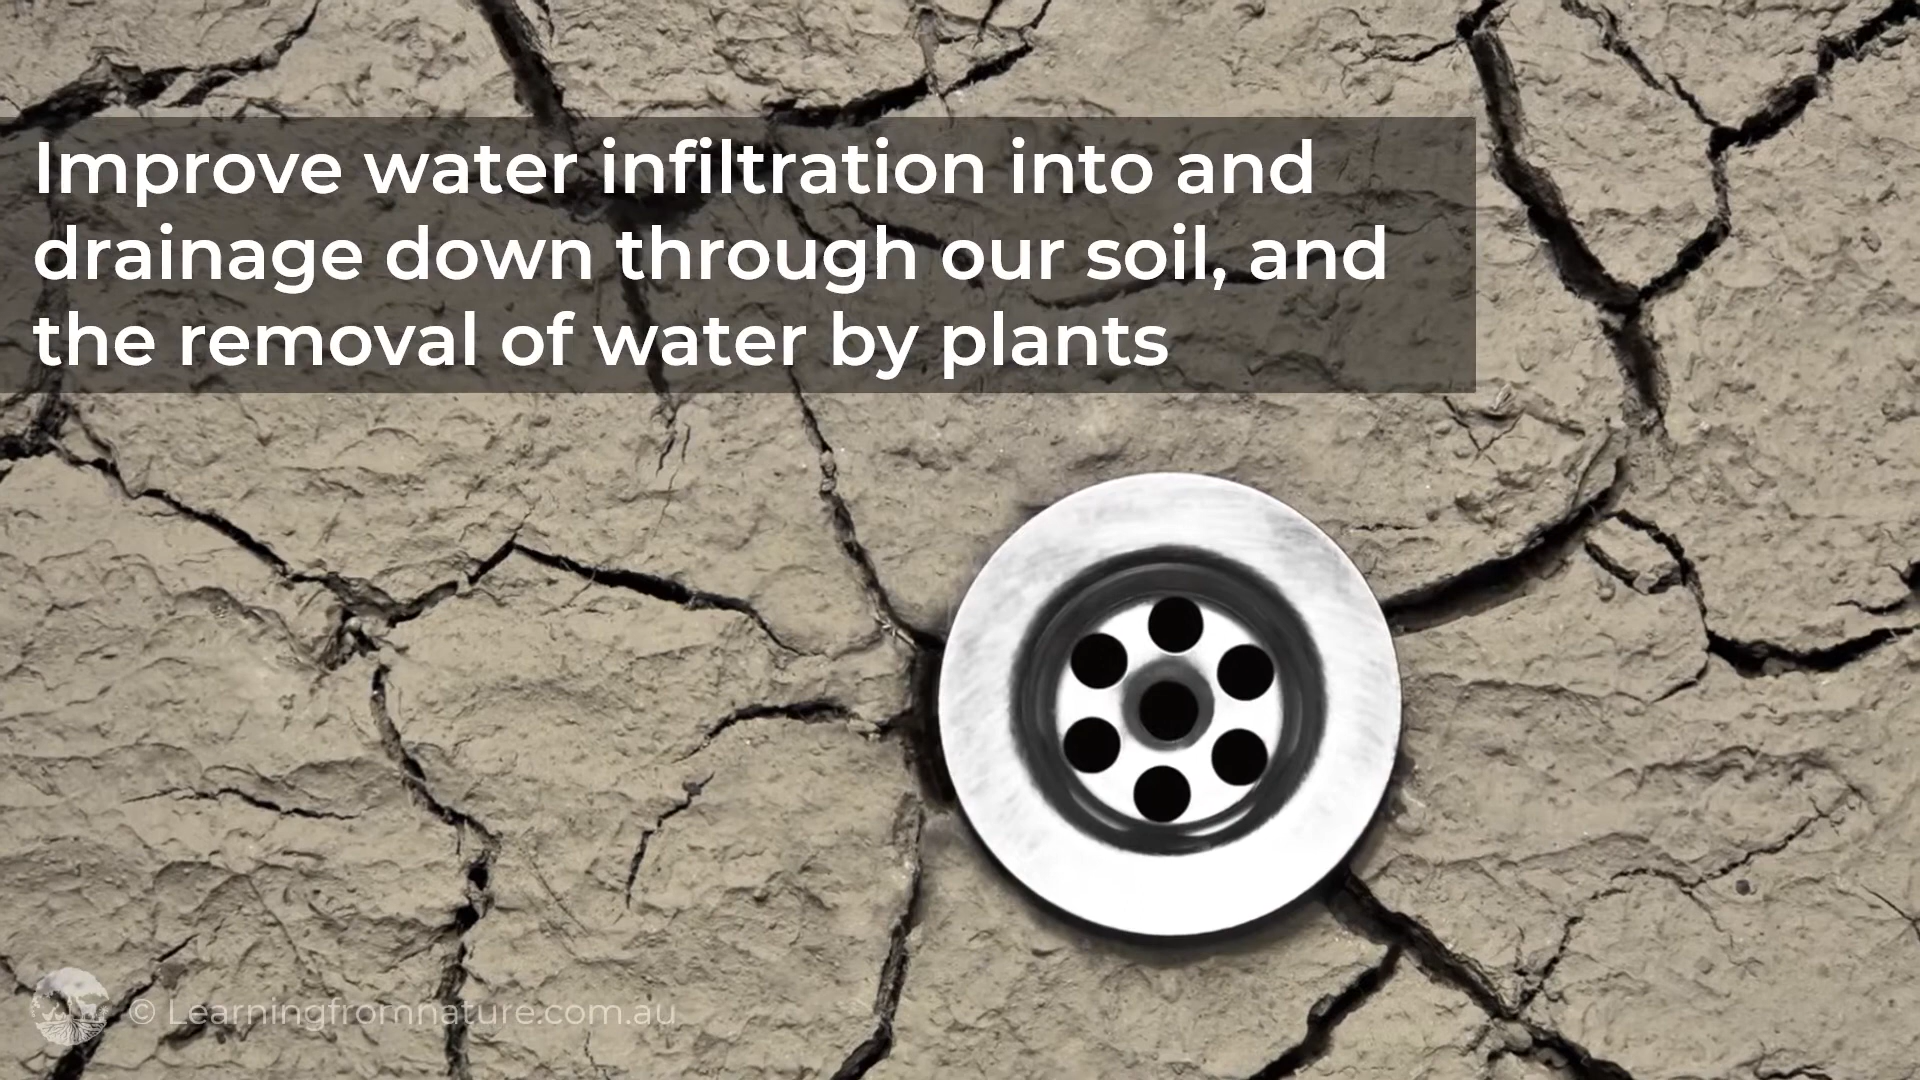 Improve water infiltration into and
drainage down through our soil, and
the removal of water by plants
© Learningfromnature.com.au